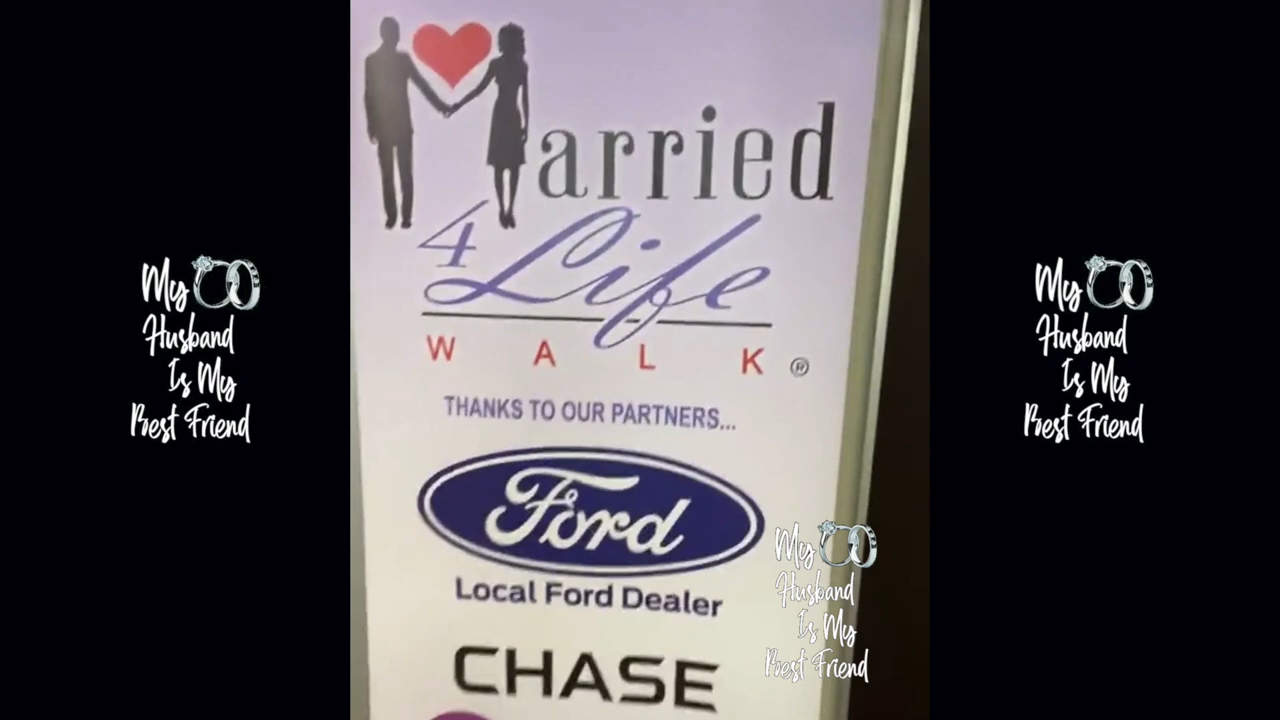 Married
4 Life
WALK®
THANKS TO OUR PARTNERS...
Ford
Local Ford Dealer
CHASE
My
Husband
Is My
Best Friend
My
Husband
Is My
Best Friend
My
Husband
Is My
Best Friend